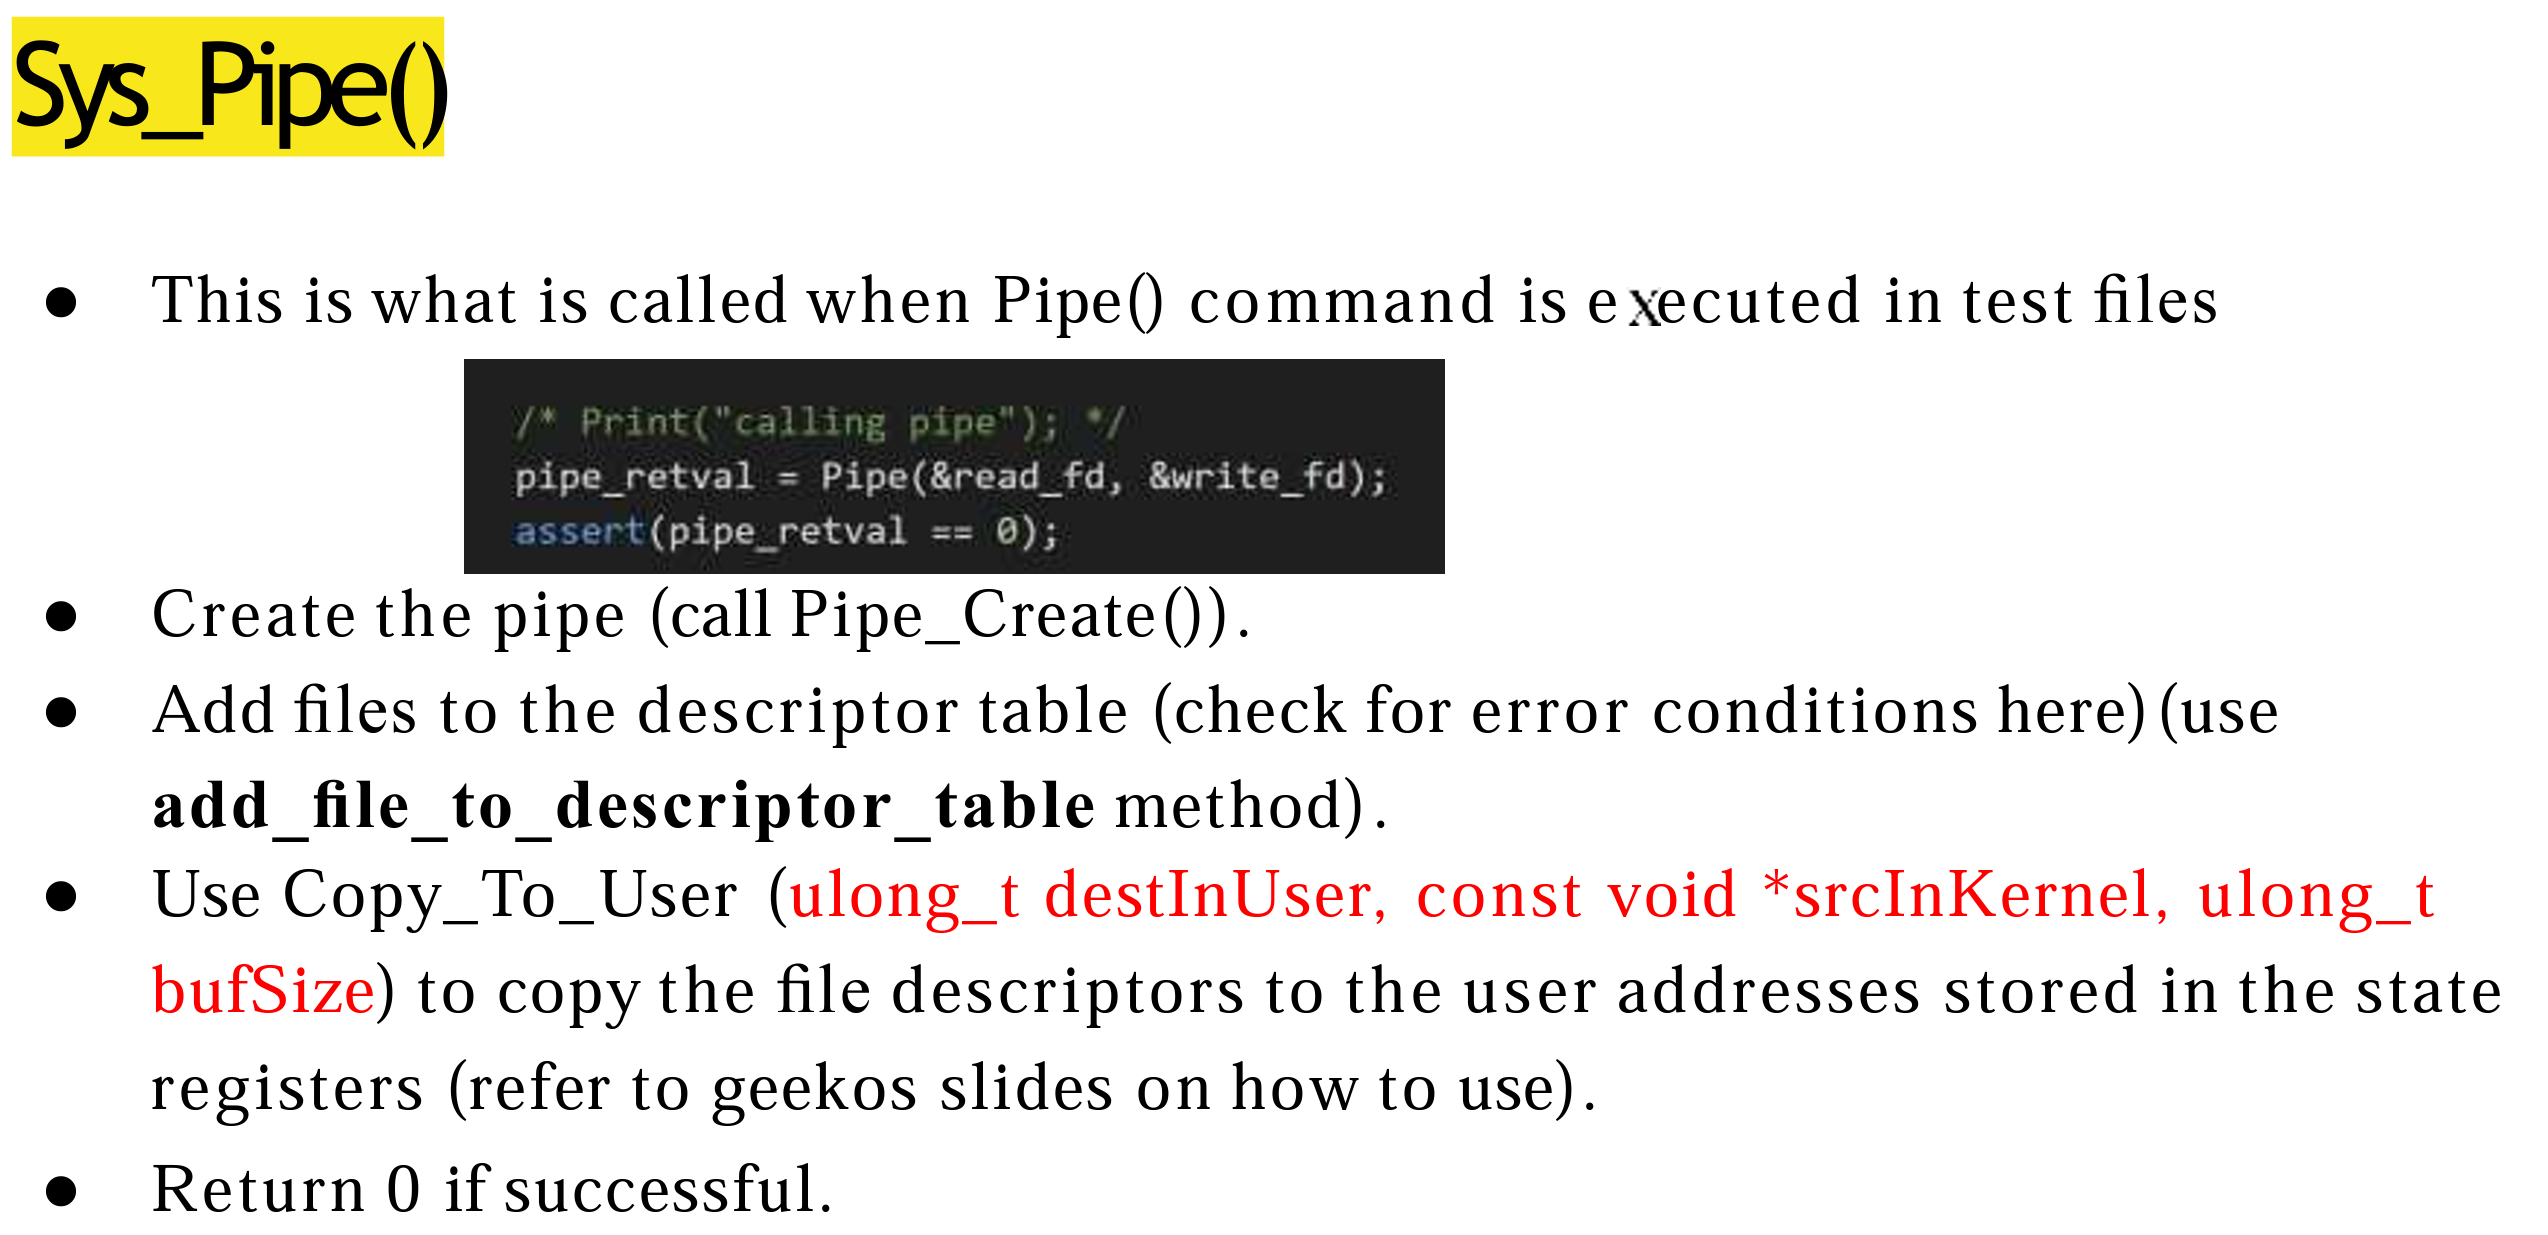 Sys_Pipe()
● This is what is called when Pipe() command is executed in test files
/* Print("calling pipe"); */
pipe_retval = Pipe(&read_fd, &write_fd);
assert(pipe_retval == 0);
● Create the pipe (call Pipe_Create()).
● Add files to the descriptor table (check for error conditions here)(use
add_file_to_descriptor_table method).
● Use Copy_To_User (ulong_t destInUser, const void *srcInKernel, ulong_t
bufSize) to copy the file descriptors to the user addresses stored in the state
registers (refer to geekos slides on how to use).
● Return 0 if successful.